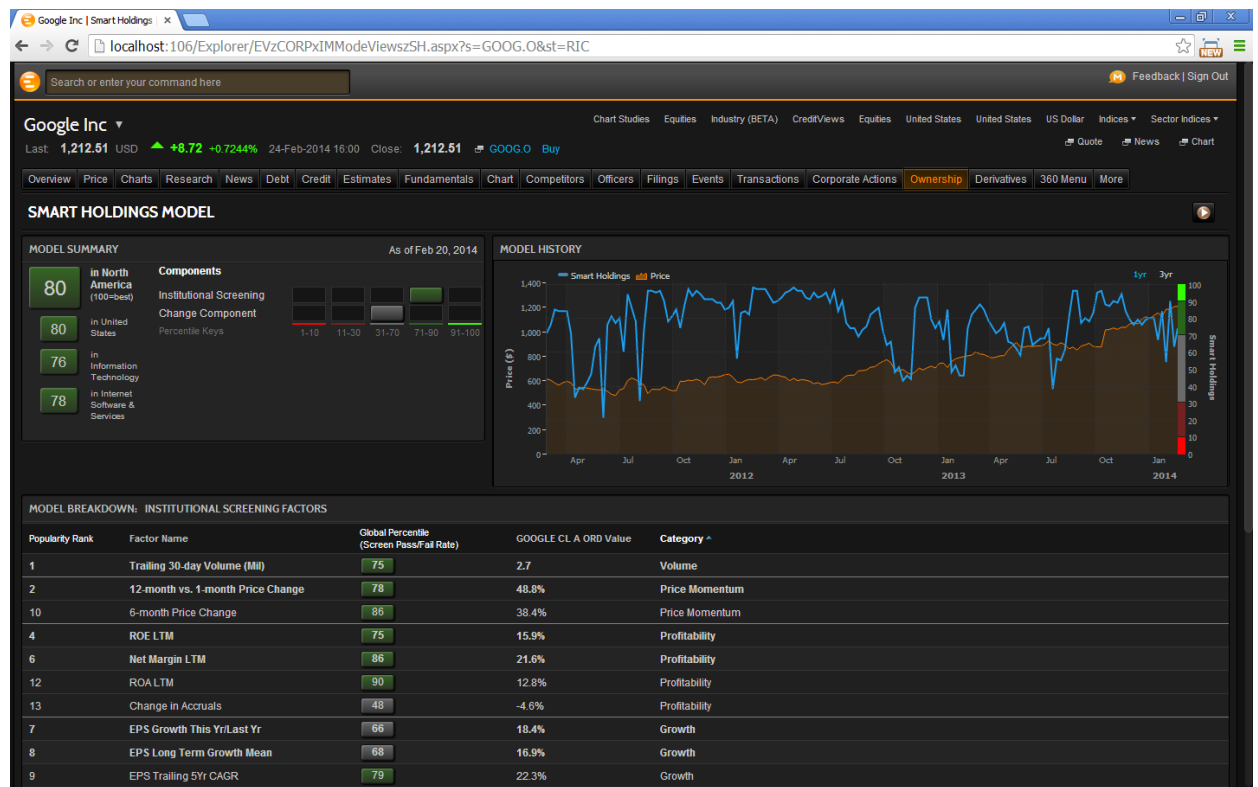 Google Inc | Smart Holdings
localhost:106/Explorer/EVzCORPxIMModeViewszSH.aspx?s=GOOG.O&st=RIC
NEW
Search or enter your command here
Feedback | Sign Out
Google Inc
Chart Studies Equities Industry (BETA) CreditViews Equities United States United States US Dollar Indices Sector Indices
Last: 1,212.51 USD +8.72 +0.7244% 24-Feb-2014 16:00 Close: 1,212.51 GOOG.O Buy
Quote News Chart
Overview Price Charts Research News Debt Credit Estimates Fundamentals Chart Competitors Officers Filings Events Transactions Corporate Actions Ownership Derivatives 360 Menu More
SMART HOLDINGS MODEL
MODEL SUMMARY As of Feb 20, 2014
80 in North
America
(100=best)
80 in United
States
76 in
Information
Technology
78 in Internet
Software &
Services
Components
Institutional Screening
Change Component
Percentile Keys 1-10 11-30 31-70 71-90 91-100
MODEL HISTORY
Smart Holdings Price
1yr 3yr
Price ($)
1,400
1,200
1,000
800
600
400
200
0
100
90
80
70
60
50
40
30
20
10
0
Smart Holdings
Apr Jul Oct Jan Apr Jul Oct Jan Apr Jul Oct Jan
2012 2013 2014
MODEL BREAKDOWN: INSTITUTIONAL SCREENING FACTORS
Popularity Rank Factor Name Global Percentile (Screen Pass/Fail Rate) GOOGLE CL A ORD Value Category
1 Trailing 30-day Volume (Mil) 75 2.7 Volume
2 12-month vs. 1-month Price Change 78 48.8% Price Momentum
10 6-month Price Change 86 38.4% Price Momentum
4 ROE LTM 75 15.9% Profitability
6 Net Margin LTM 86 21.6% Profitability
12 ROA LTM 90 12.8% Profitability
13 Change in Accruals 48 -4.6% Profitability
7 EPS Growth This Yr/Last Yr 66 18.4% Growth
8 EPS Long Term Growth Mean 68 16.9% Growth
9 EPS Trailing 5Yr CAGR 79 22.3% Growth